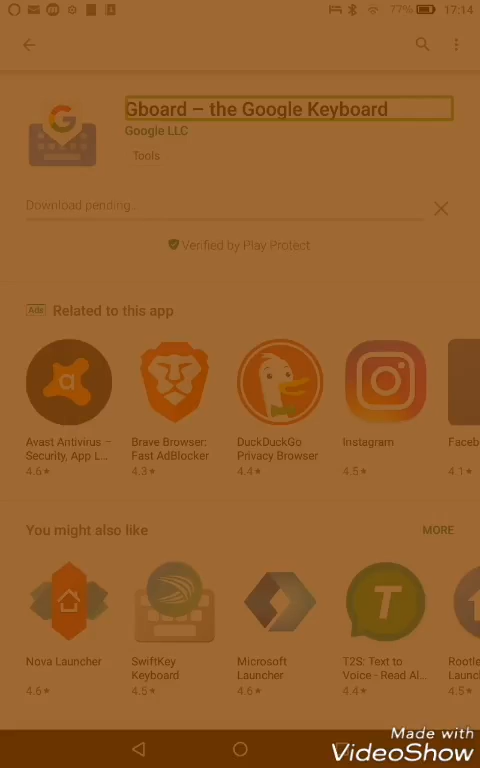 77% 17:14
Gboard – the Google Keyboard
Google LLC
Tools
Download pending...
Verified by Play Protect
Ads Related to this app
Avast Antivirus –
Security, App L...
4.6★
Brave Browser:
Fast AdBlocker
4.3★
DuckDuckGo
Privacy Browser
4.4★
Instagram
4.5★
Faceb
4.1★
You might also like
MORE
Nova Launcher
4.6★
SwiftKey
Keyboard
4.5★
Microsoft
Launcher
4.6★
T2S: Text to
Voice - Read Al...
4.4★
Rootle
Launc
4.5★
Made with
VideoShow